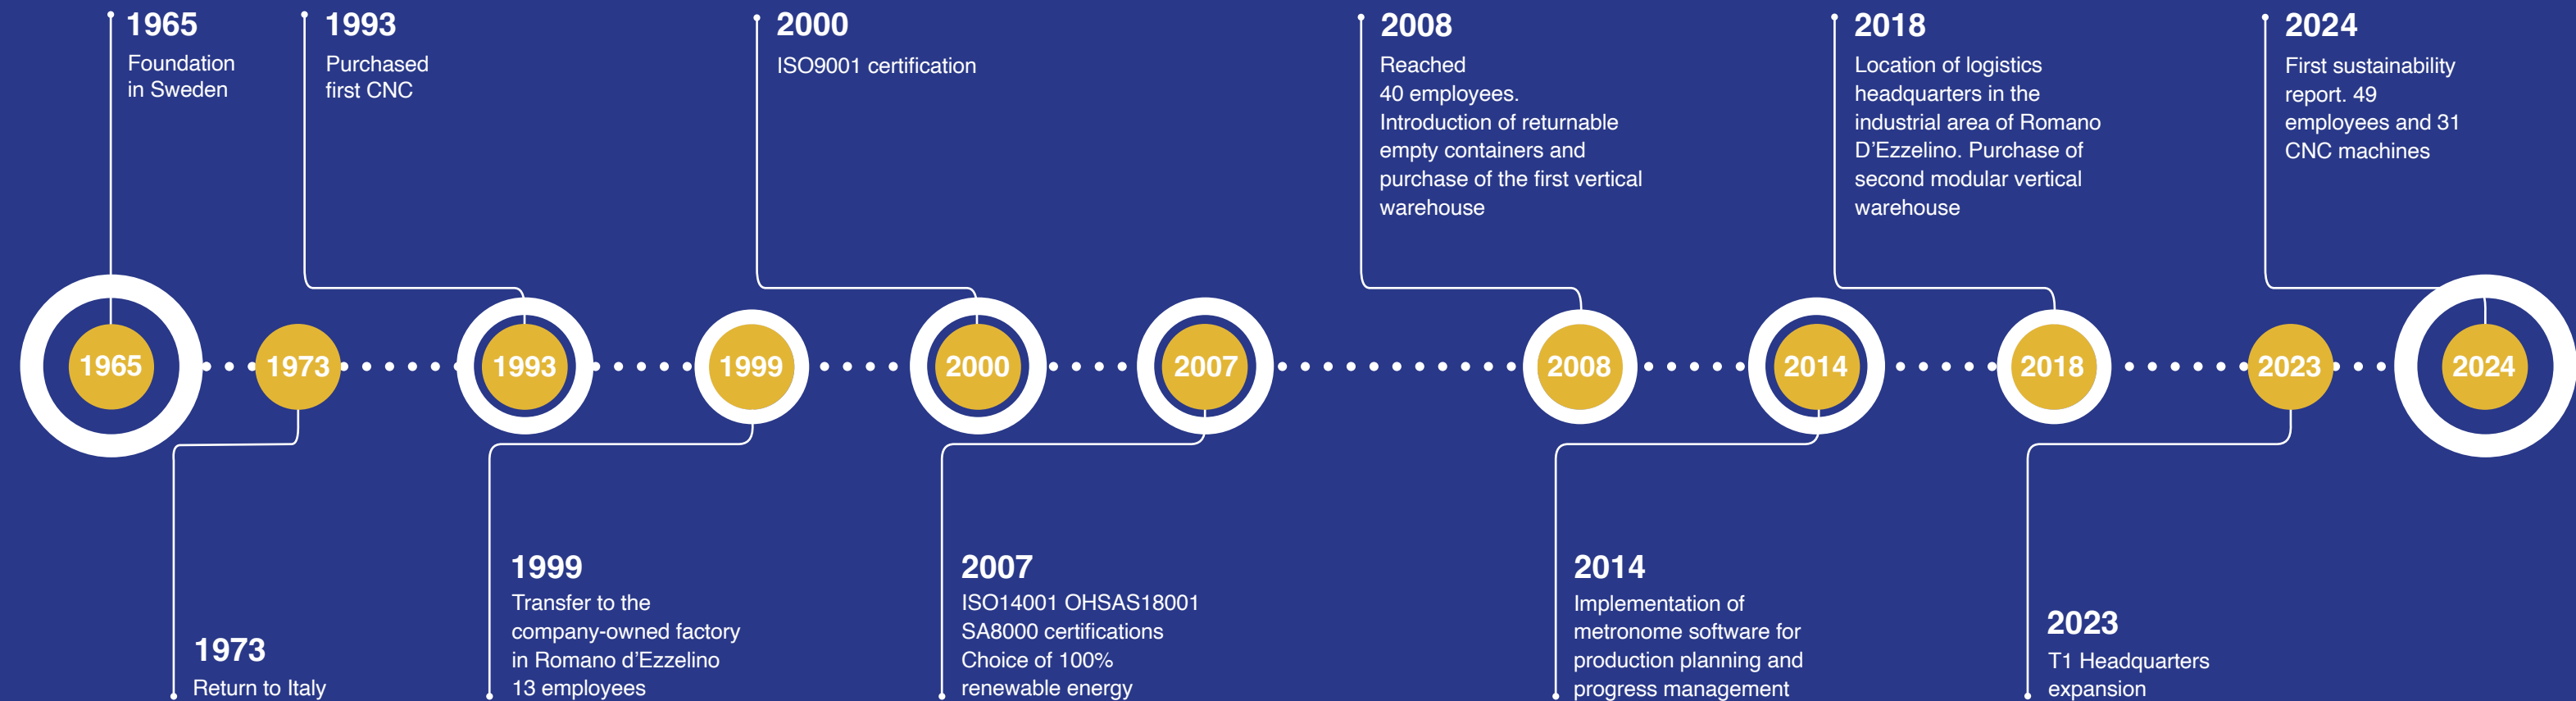 1965
Foundation
in Sweden
1993
Purchased
first CNC
2000
ISO9001 certification
2008
Reached
40 employees.
Introduction of returnable
empty containers and
purchase of the first vertical
warehouse
2018
Location of logistics
headquarters in the
industrial area of Romano
D’Ezzelino. Purchase of
second modular vertical
warehouse
2024
First sustainability
report. 49
employees and 31
CNC machines
1965
1973
1993
1999
2000
2007
2008
2014
2018
2023
2024
1973
Return to Italy
1999
Transfer to the
company-owned factory
in Romano d’Ezzelino
13 employees
2007
ISO14001 OHSAS18001
SA8000 certifications
Choice of 100%
renewable energy
2014
Implementation of
metronome software for
production planning and
progress management
2023
T1 Headquarters
expansion